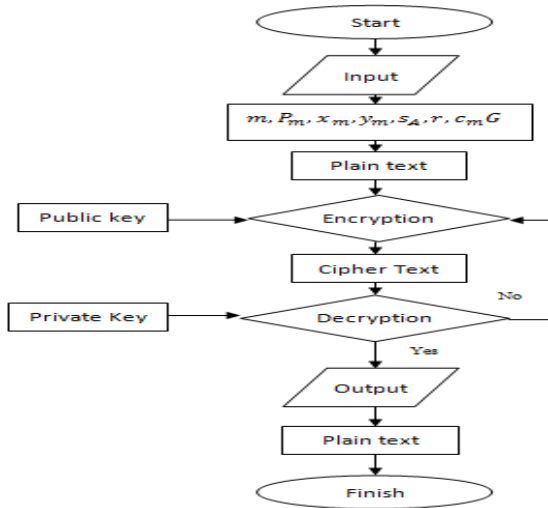 Start
Input
m, P_m, x_m, y_m, s_A, r, c_m G
Plain text
Public key
Encryption
Cipher Text
No
Private Key
Decryption
Yes
Output
Plain text
Finish